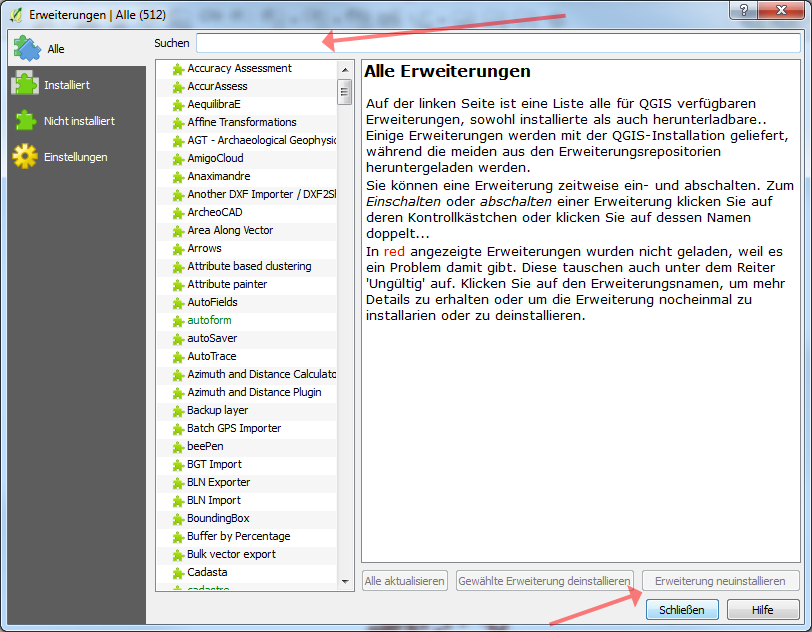 Erweiterungen | Alle (512)
?
Alle
Installiert
Nicht installiert
Einstellungen
Suchen
Accuracy Assessment
AccurAssess
AequilibraE
Affine Transformations
AGT - Archaeological Geophysic
AmigoCloud
Anaximandre
Another DXF Importer / DXF2Sh
ArcheoCAD
Area Along Vector
Arrows
Attribute based clustering
Attribute painter
AutoFields
autoform
autoSaver
AutoTrace
Azimuth and Distance Calculato
Azimuth and Distance Plugin
Backup layer
Batch GPS Importer
beePen
BGT Import
BLN Exporter
BLN Import
BoundingBox
Buffer by Percentage
Bulk vector export
Cadasta
cadastre
Alle Erweiterungen
Auf der linken Seite ist eine Liste alle für QGIS verfügbaren
Erweiterungen, sowohl installierte als auch herunterladbare..
Einige Erweiterungen werden mit der QGIS-Installation geliefert,
während die meiden aus den Erweiterungsrepositorien
heruntergeladen werden.
Sie können eine Erweiterung zeitweise ein- und abschalten. Zum
Einschalten oder abschalten einer Erweiterung klicken Sie auf
deren Kontrollkästchen oder klicken Sie auf dessen Namen
doppelt...
In red angezeigte Erweiterungen wurden nicht geladen, weil es
ein Problem damit gibt. Diese tauschen auch unter dem Reiter
'Ungültig' auf. Klicken Sie auf den Erweiterungsnamen, um mehr
Details zu erhalten oder um die Erweiterung nocheinmal zu
installarien oder zu deinstallieren.
Alle aktualisieren
Gewählte Erweiterung deinstallieren
Erweiterung neuinstallieren
Schließen
Hilfe